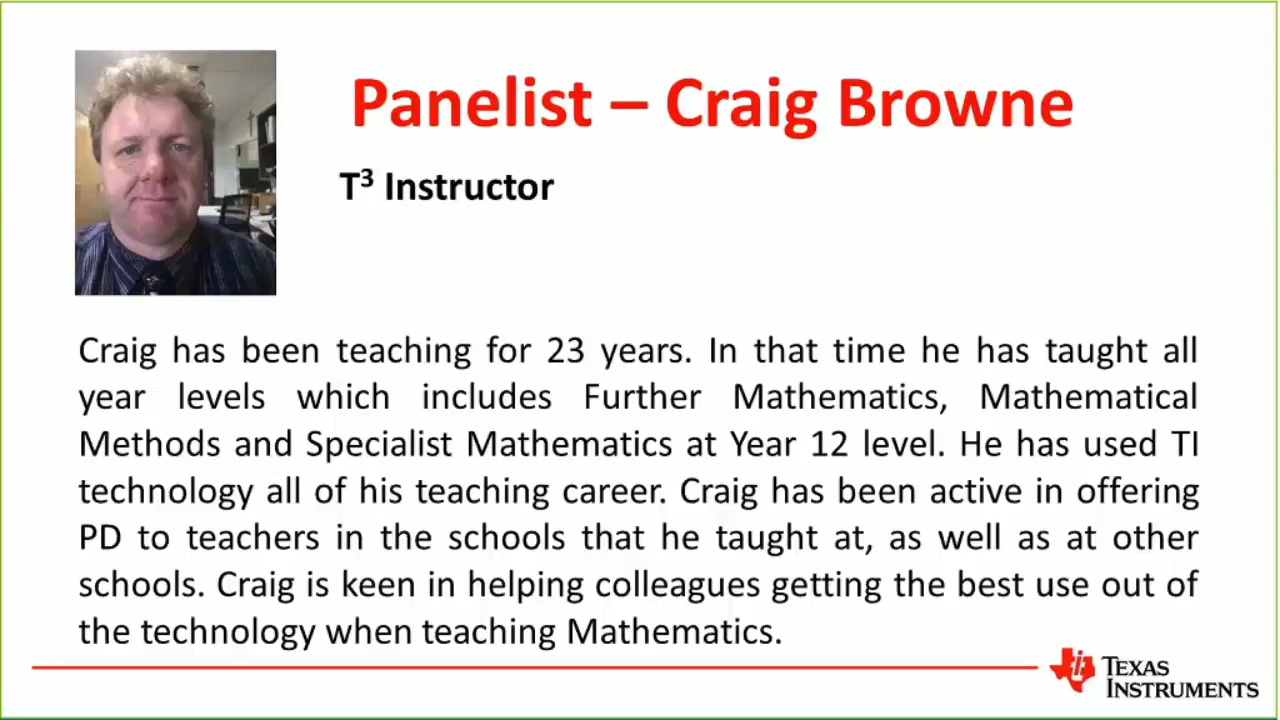 Panelist – Craig Browne
T³ Instructor
Craig has been teaching for 23 years. In that time he has taught all
year levels which includes Further Mathematics, Mathematical
Methods and Specialist Mathematics at Year 12 level. He has used TI
technology all of his teaching career. Craig has been active in offering
PD to teachers in the schools that he taught at, as well as at other
schools. Craig is keen in helping colleagues getting the best use out of
the technology when teaching Mathematics.
TEXAS
INSTRUMENTS